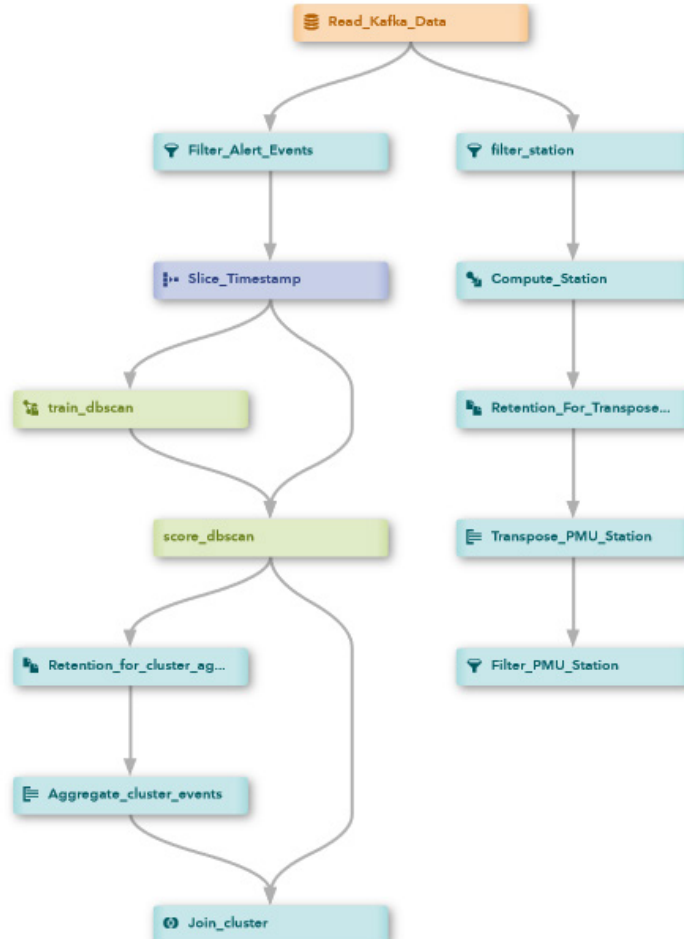 Read_Kafka_Data
Filter_Alert_Events
filter_station
Slice_Timestamp
Compute_Station
train_dbscan
Retention_For_Transpose...
score_dbscan
Transpose_PMU_Station
Retention_for_cluster_ag...
Filter_PMU_Station
Aggregate_cluster_events
Join_cluster